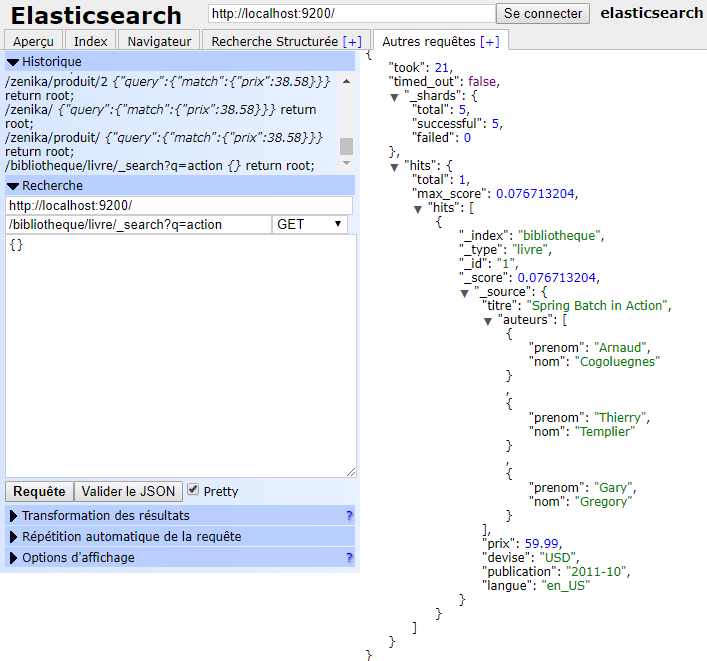 Elasticsearch
http://localhost:9200/
Se connecter
elasticsearch
Aperçu
Index
Navigateur
Recherche Structurée [+]
Autres requêtes [+]
Historique
/zenika/produit/2 {"query":{"match":{"prix":38.58}}}
return root;
/zenika/ {"query":{"match":{"prix":38.58}}} return
root;
/zenika/produit/ {"query":{"match":{"prix":38.58}}}
return root;
/bibliotheque/livre/_search?q=action {} return root;
Recherche
http://localhost:9200/
/bibliotheque/livre/_search?q=action
GET
{}
Requête
Valider le JSON
Pretty
Transformation des résultats ?
Répétition automatique de la requête
Options d'affichage ?
{
"took": 21,
"timed_out": false,
"_shards": {
"total": 5,
"successful": 5,
"failed": 0
},
"hits": {
"total": 1,
"max_score": 0.076713204,
"hits": [
{
"_index": "bibliotheque",
"_type": "livre",
"_id": "1",
"_score": 0.076713204,
"_source": {
"titre": "Spring Batch in Action",
"auteurs": [
{
"prenom": "Arnaud",
"nom": "Cogoluegnes"
}
,
{
"prenom": "Thierry",
"nom": "Templier"
}
,
{
"prenom": "Gary",
"nom": "Gregory"
}
],
"prix": 59.99,
"devise": "USD",
"publication": "2011-10",
"langue": "en_US"
}
}
]
}
}